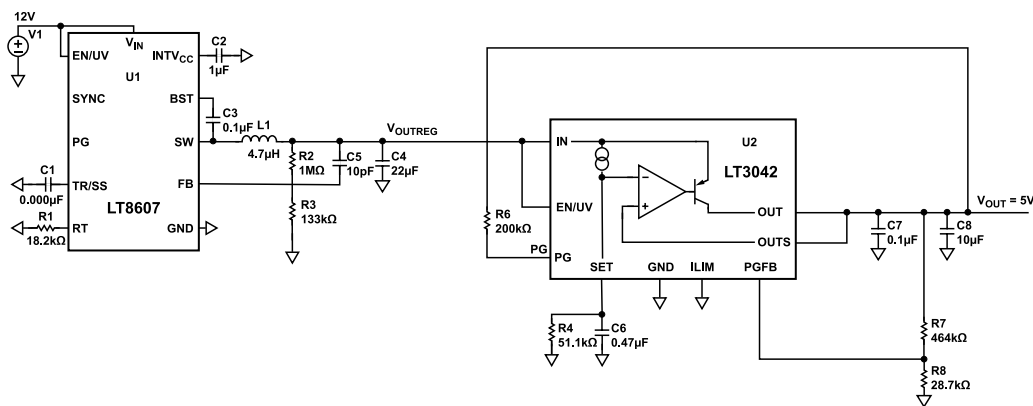 12V
V1
VIN
EN/UV
INTVCC
C2
1µF
U1
SYNC
BST
C3
0.1µF
L1
4.7µH
PG
SW
VOUTREG
R2
1MΩ
C5
10pF
C4
22µF
C1
0.000µF
TR/SS
FB
LT8607
R1
18.2kΩ
RT
GND
R3
133kΩ
R6
200kΩ
PG
U2
LT3042
IN
EN/UV
PG
OUT
OUTS
SET
GND
ILIM
PGFB
VOUT = 5V
C7
0.1µF
C8
10µF
R4
51.1kΩ
C6
0.47µF
R7
464kΩ
R8
28.7kΩ